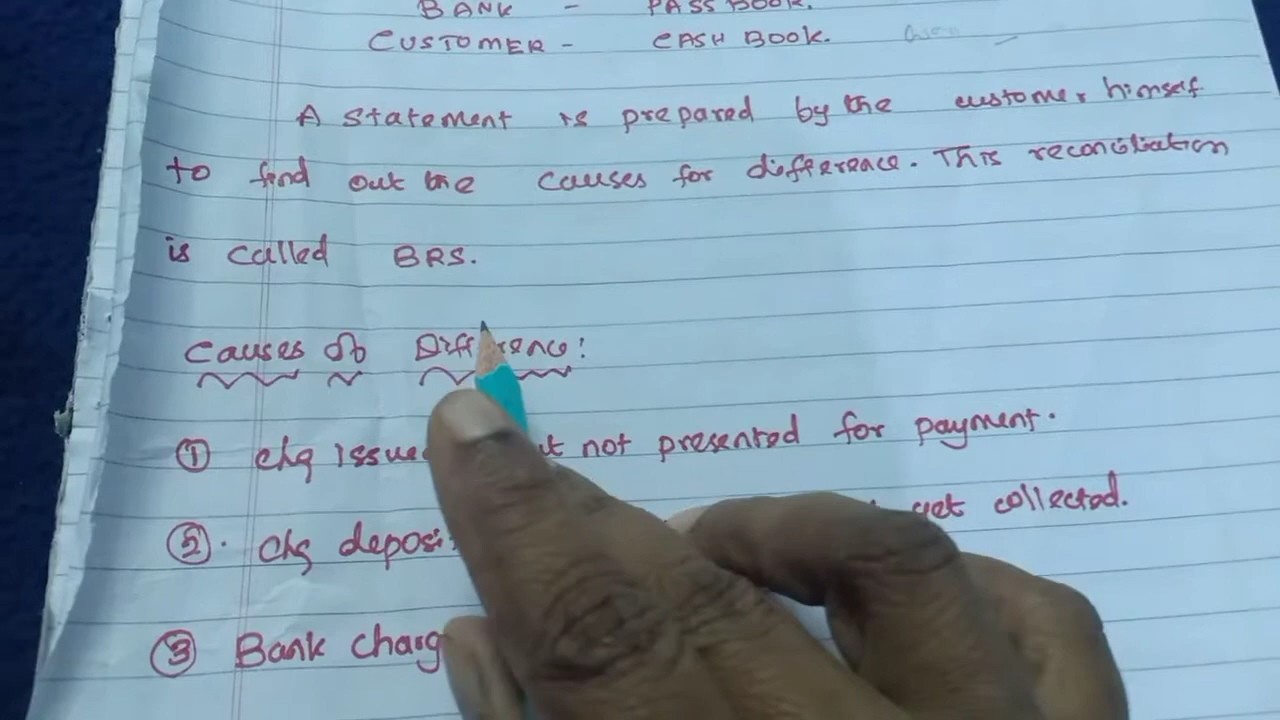 BANK - PASS BOOK.
CUSTOMER - CASH BOOK.
A statement is prepared by the customer himself
to find out the causes for difference. This reconciliation
is called BRS.
Causes of Difference:
① chq issued not presented for payment.
②. chq yet collected.
③ Bank